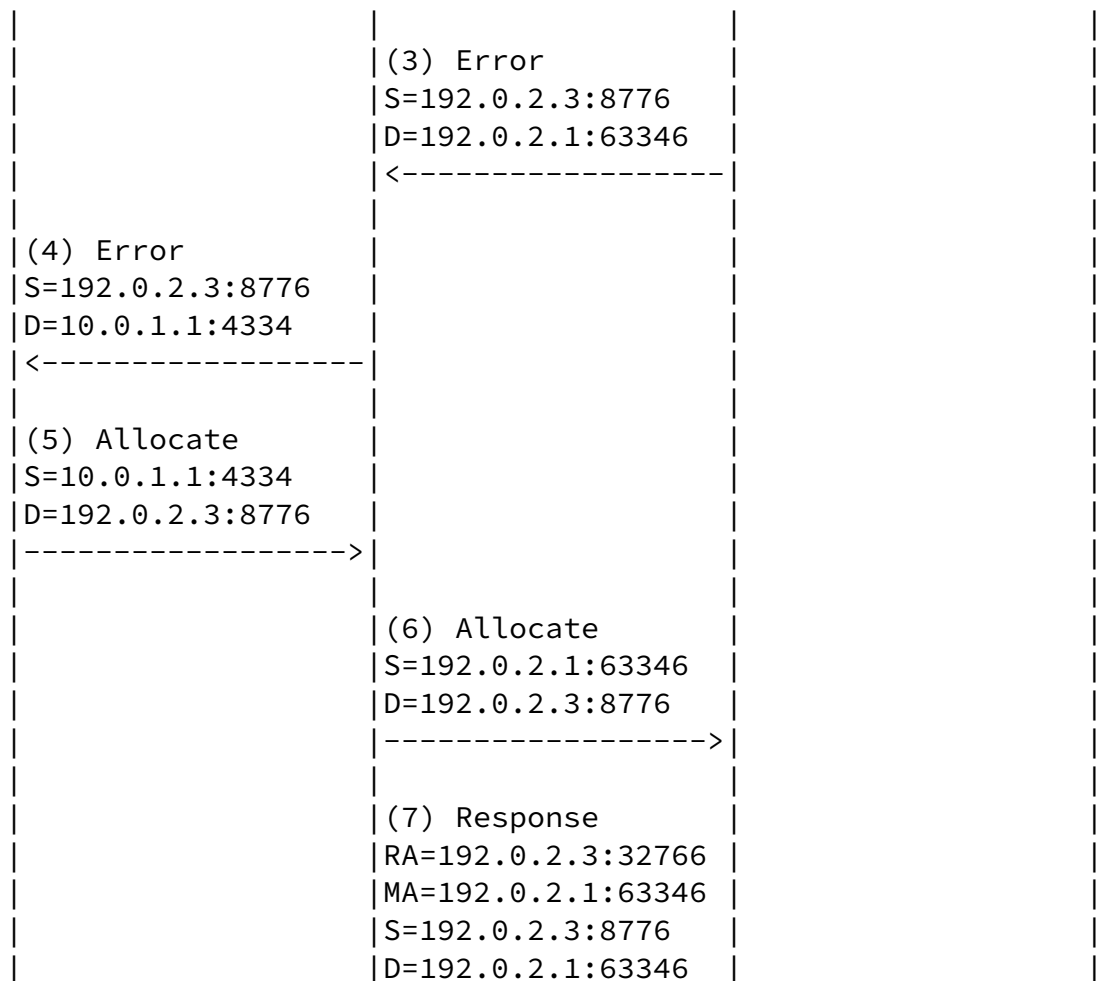 |                   |                   |                   |
|                   |(3) Error          |                   |
|                   |S=192.0.2.3:8776   |                   |
|                   |D=192.0.2.1:63346  |                   |
|                   |<------------------|                   |
|                   |                   |                   |
|(4) Error          |                   |                   |
|S=192.0.2.3:8776   |                   |                   |
|D=10.0.1.1:4334    |                   |                   |
|<------------------|                   |                   |
|                   |                   |                   |
|(5) Allocate       |                   |                   |
|S=10.0.1.1:4334    |                   |                   |
|D=192.0.2.3:8776   |                   |                   |
|------------------>|                   |                   |
|                   |                   |                   |
|                   |(6) Allocate       |                   |
|                   |S=192.0.2.1:63346  |                   |
|                   |D=192.0.2.3:8776   |                   |
|                   |------------------>|                   |
|                   |                   |                   |
|                   |(7) Response       |                   |
|                   |RA=192.0.2.3:32766 |                   |
|                   |MA=192.0.2.1:63346 |                   |
|                   |S=192.0.2.3:8776   |                   |
|                   |D=192.0.2.1:63346  |                   |